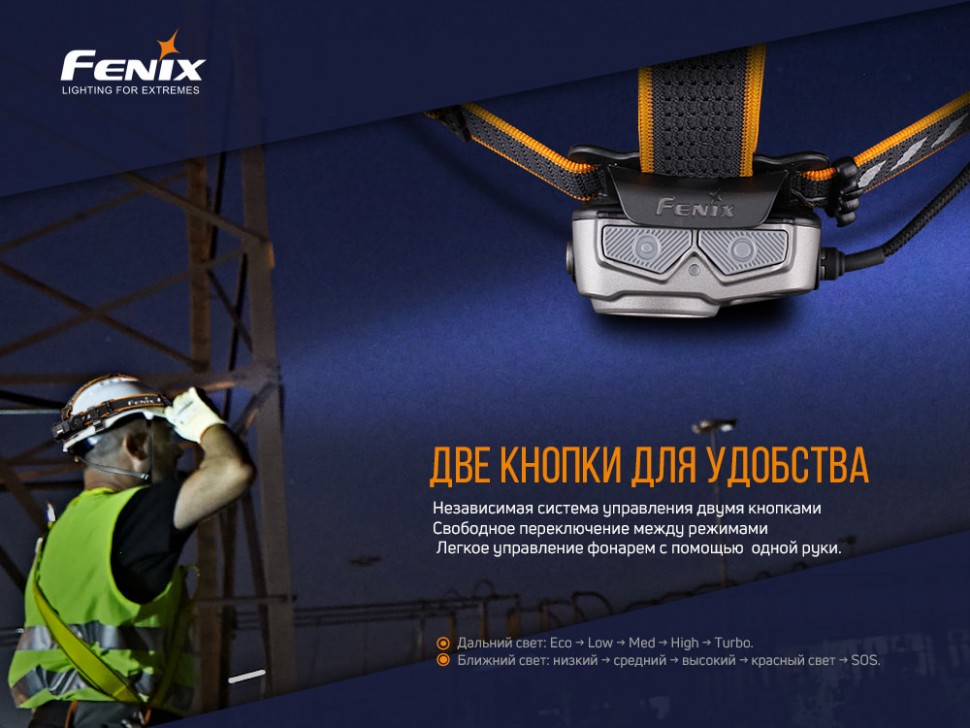 FENIX
LIGHTING FOR EXTREMES
FENIX
FENIX
ДВЕ КНОПКИ ДЛЯ УДОБСТВА
Независимая система управления двумя кнопками
Свободное переключение между режимами
Легкое управление фонарем с помощью одной руки.
Дальний свет: Eco → Low → Med → High → Turbo.
Ближний свет: низкий → средний → высокий → красный свет → SOS.